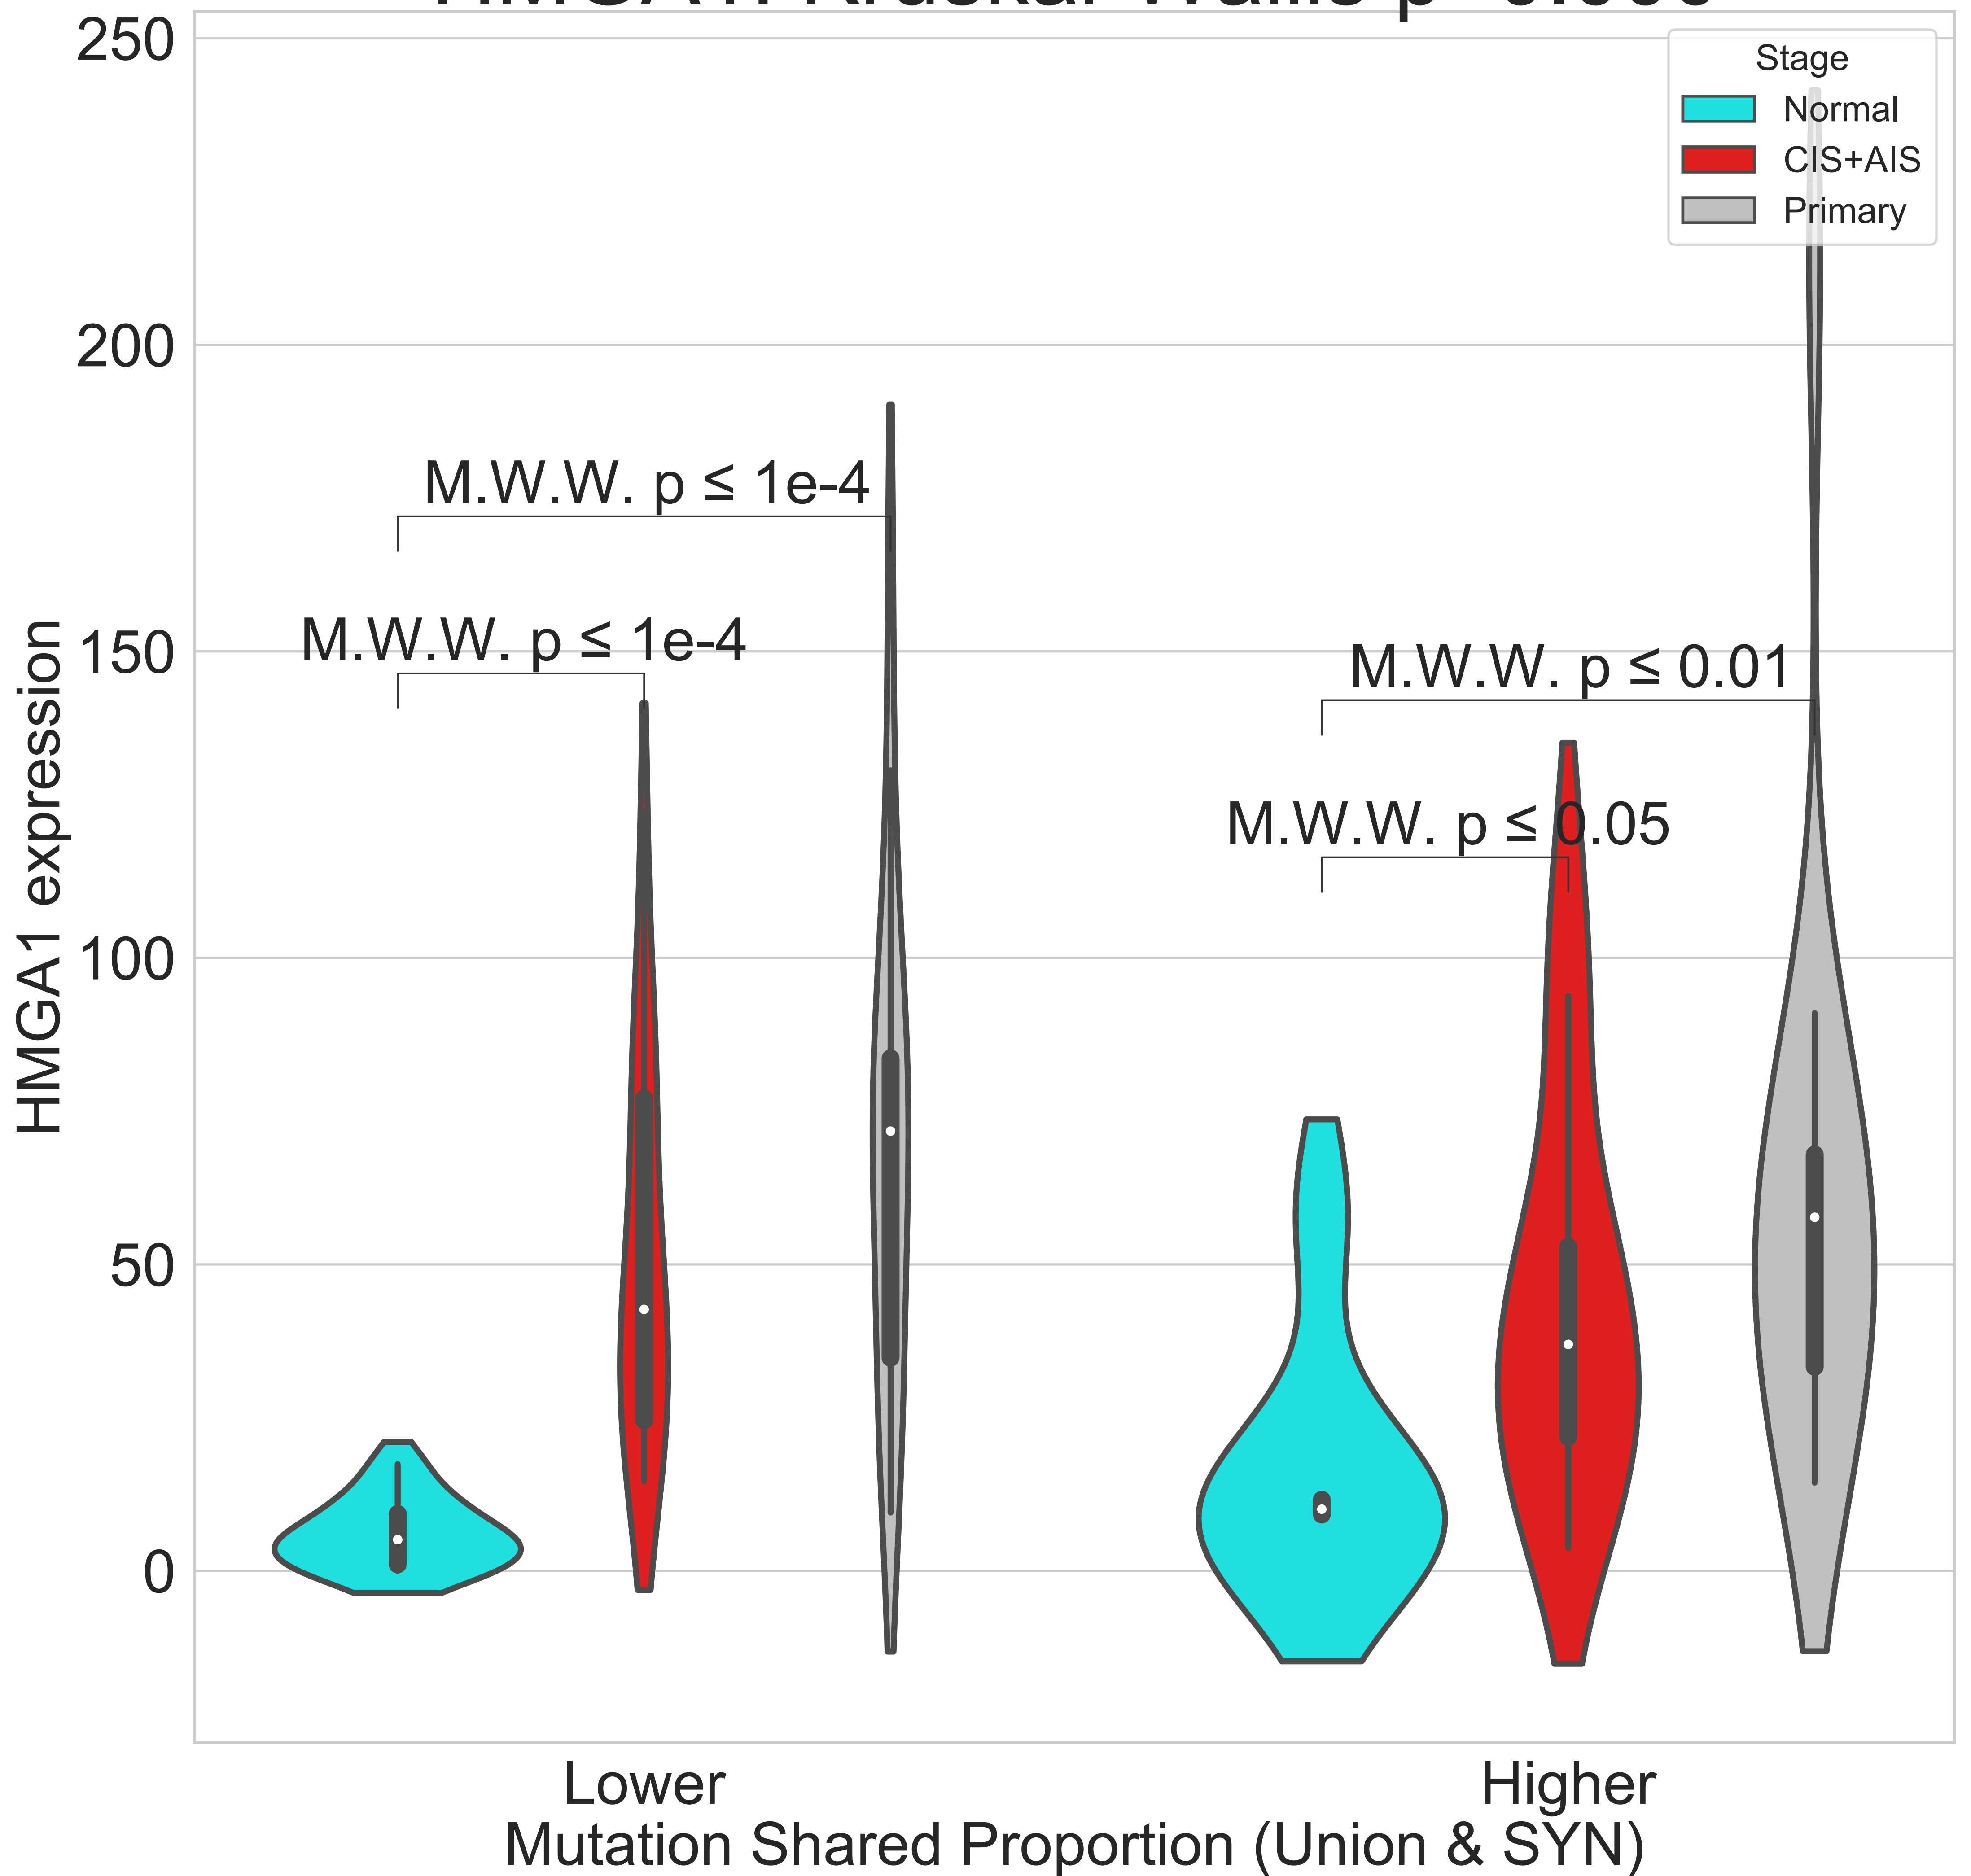 250
200
150
100
50
0
HMGA1 expression
Stage
Normal
CIS+AIS
Primary
M.W.W. p ≤ 1e-4
M.W.W. p ≤ 1e-4
M.W.W. p ≤ 0.01
M.W.W. p ≤ 0.05
Lower
Higher
Mutation Shared Proportion (Union & SYN)